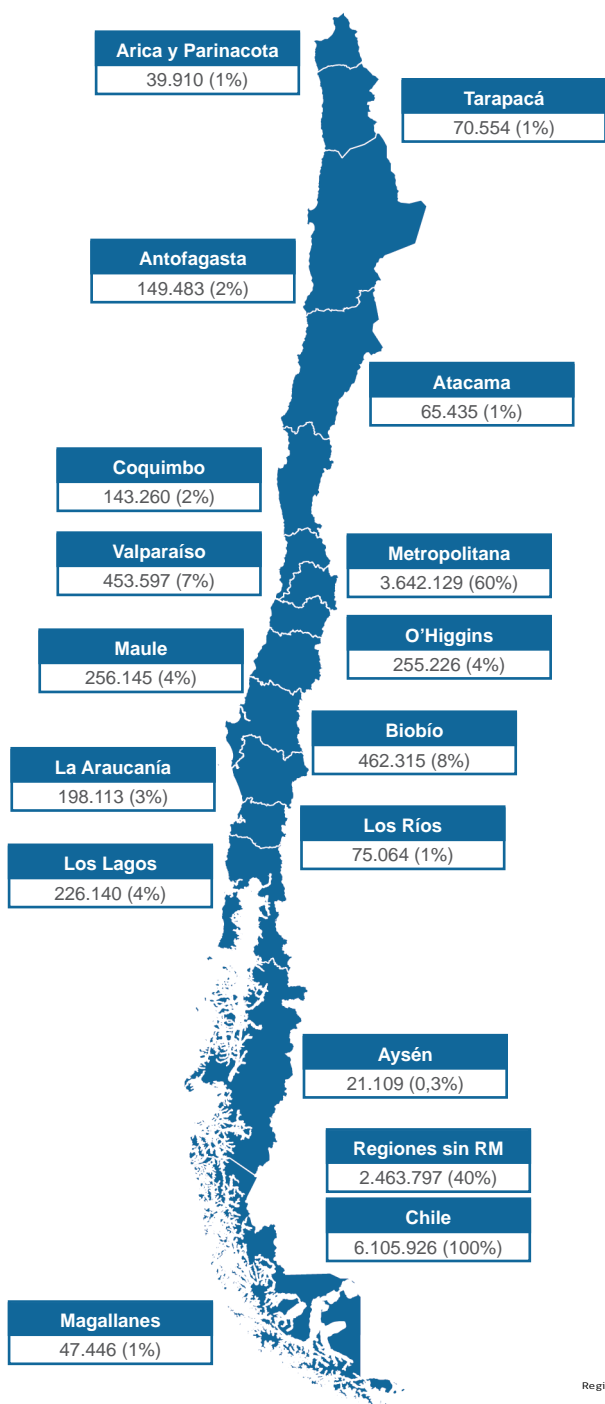 Arica y Parinacota
39.910 (1%)
Tarapacá
70.554 (1%)
Antofagasta
149.483 (2%)
Atacama
65.435 (1%)
Coquimbo
143.260 (2%)
Valparaíso
453.597 (7%)
Metropolitana
3.642.129 (60%)
O’Higgins
255.226 (4%)
Maule
256.145 (4%)
Biobío
462.315 (8%)
La Araucanía
198.113 (3%)
Los Ríos
75.064 (1%)
Los Lagos
226.140 (4%)
Aysén
21.109 (0,3%)
Regiones sin RM
2.463.797 (40%)
Chile
6.105.926 (100%)
Magallanes
47.446 (1%)
Regi